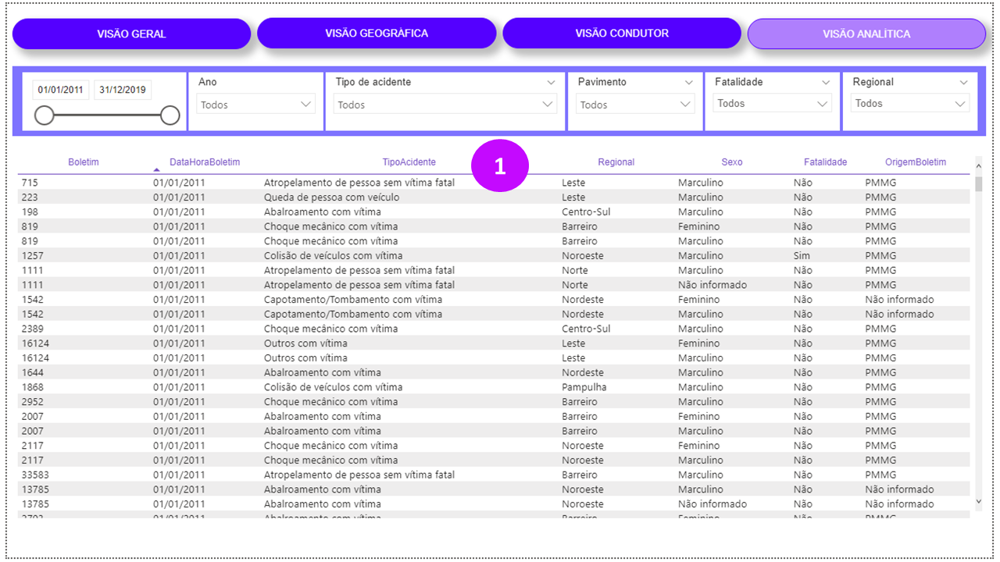 VISÃO GERAL VISÃO GEOGRÀFICA VISÃO CONDUTOR VISÃO ANALÍTICA
01/01/2011 31/12/2019 Ano Tipo de acidente Pavimento Fatalidade Regional
Todos Todos Todos Todos Todos
Boletim DataHoraBoletim TipoAcidente 1 Regional Sexo Fatalidade OrigemBoletim
715 01/01/2011 Atropelamento de pessoa sem vítima fatal Leste Marculino Não PMMG
223 01/01/2011 Queda de pessoa com veículo Leste Marculino Não PMMG
198 01/01/2011 Abalroamento com vítima Centro-Sul Marculino Não PMMG
819 01/01/2011 Choque mecânico com vítima Barreiro Feminino Não PMMG
819 01/01/2011 Choque mecânico com vítima Barreiro Marculino Não PMMG
1257 01/01/2011 Colisão de veículos com vítima Noroeste Marculino Sim PMMG
1111 01/01/2011 Atropelamento de pessoa sem vítima fatal Norte Marculino Não PMMG
1111 01/01/2011 Atropelamento de pessoa sem vítima fatal Norte Não informado Não PMMG
1542 01/01/2011 Capotamento/Tombamento com vítima Nordeste Feminino Não Não informado
1542 01/01/2011 Capotamento/Tombamento com vítima Nordeste Marculino Não Não informado
2389 01/01/2011 Choque mecânico com vítima Centro-Sul Marculino Não PMMG
16124 01/01/2011 Outros com vítima Leste Feminino Não PMMG
16124 01/01/2011 Outros com vítima Leste Marculino Não PMMG
1644 01/01/2011 Abalroamento com vítima Nordeste Marculino Não PMMG
1868 01/01/2011 Colisão de veículos com vítima Pampulha Marculino Não PMMG
2952 01/01/2011 Choque mecânico com vítima Barreiro Marculino Não PMMG
2007 01/01/2011 Abalroamento com vítima Barreiro Feminino Não PMMG
2007 01/01/2011 Abalroamento com vítima Barreiro Marculino Não PMMG
2117 01/01/2011 Choque mecânico com vítima Noroeste Feminino Não PMMG
2117 01/01/2011 Choque mecânico com vítima Noroeste Marculino Não PMMG
33583 01/01/2011 Atropelamento de pessoa sem vítima fatal Barreiro Marculino Não PMMG
13785 01/01/2011 Abalroamento com vítima Noroeste Marculino Não Não informado
13785 01/01/2011 Abalroamento com vítima Noroeste Não informado Não Não informado
01/01/2011 Abalroamento com vítima Barreiro Feminino Não PMMG